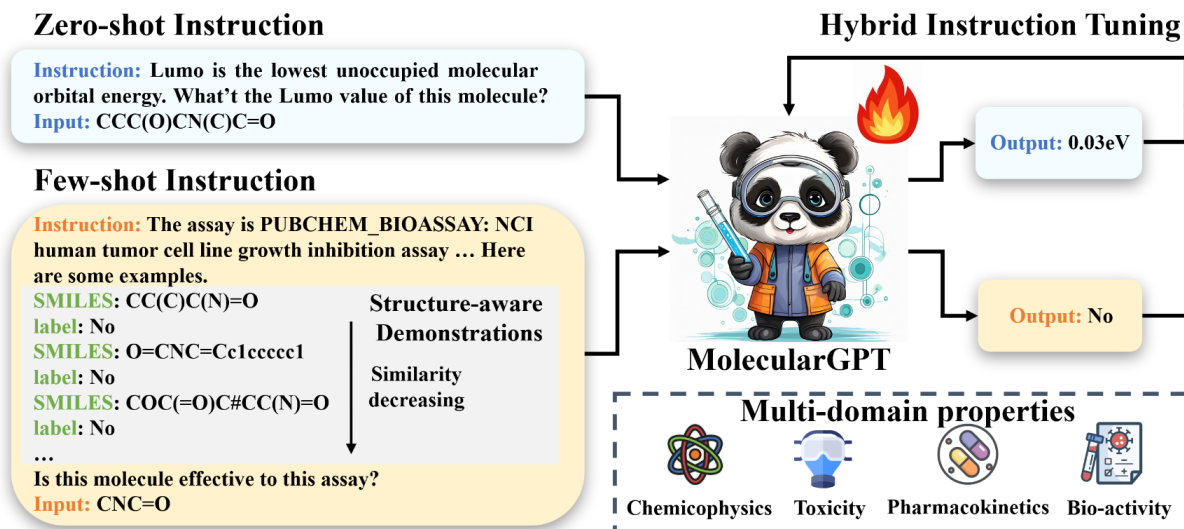 Zero-shot Instruction
Instruction: Lumo is the lowest unoccupied molecular
orbital energy. What't the Lumo value of this molecule?
Input: CCC(O)CN(C)C=O
Few-shot Instruction
Instruction: The assay is PUBCHEM_BIOASSAY: NCI
human tumor cell line growth inhibition assay … Here
are some examples.
SMILES: CC(C)C(N)=O
label: No
SMILES: O=CNC=Cc1ccccc1
label: No
SMILES: COC(=O)C#CC(N)=O
label: No
…
Structure-aware
Demonstrations
Similarity
decreasing
Is this molecule effective to this assay?
Input: CNC=O
Hybrid Instruction Tuning
MolecularGPT
Output: 0.03eV
Output: No
Multi-domain properties
Chemicophysics
Toxicity
Pharmacokinetics
Bio-activity